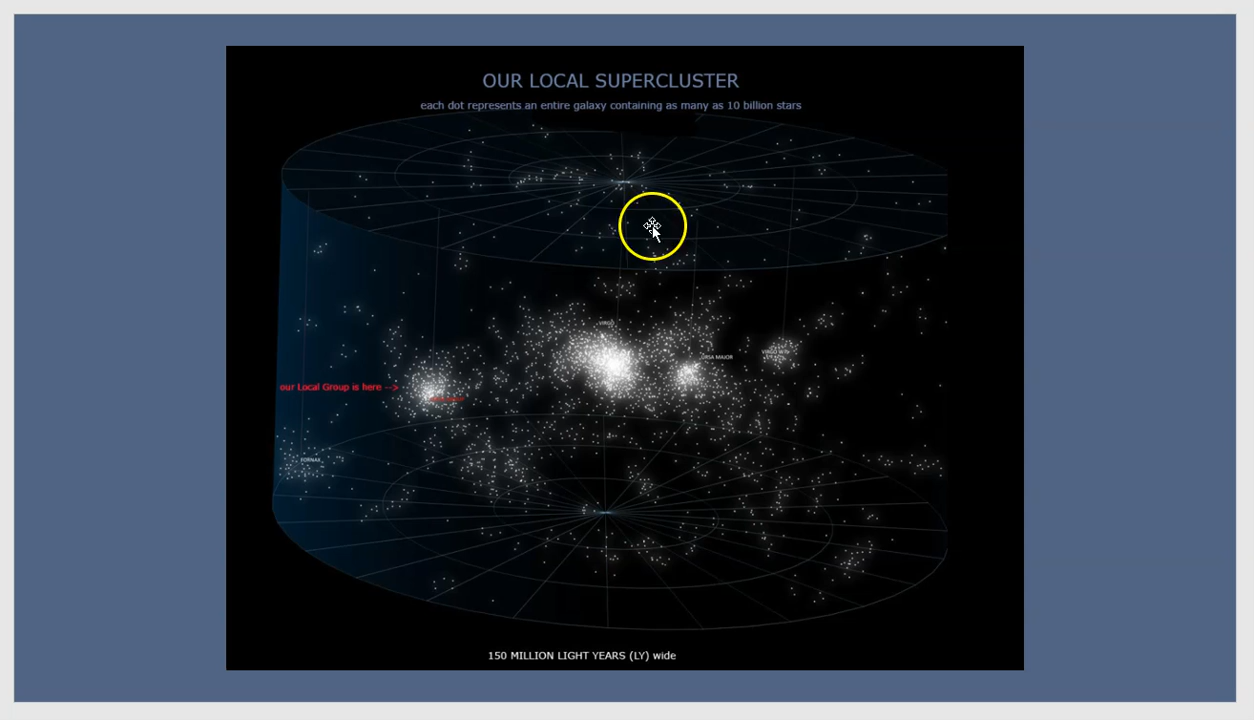 OUR LOCAL SUPERCLUSTER
each dot represents an entire galaxy containing as many as 10 billion stars
VIRGO
URSA MAJOR
our Local Group is here -->
FORNAX
150 MILLION LIGHT YEARS (LY) wide